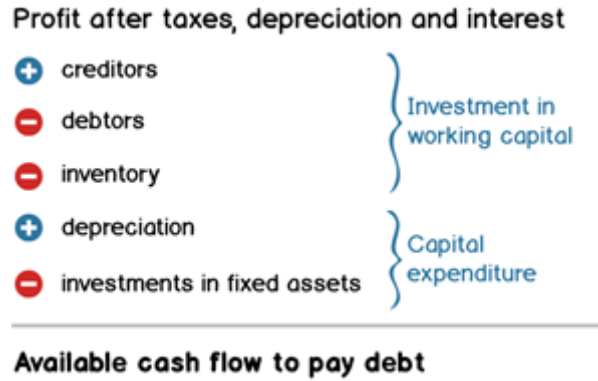 Profit after taxes, depreciation and interest
+ creditors
- debtors
- inventory
Investment in
working capital
+ depreciation
- investments in fixed assets
Capital
expenditure
Available cash flow to pay debt